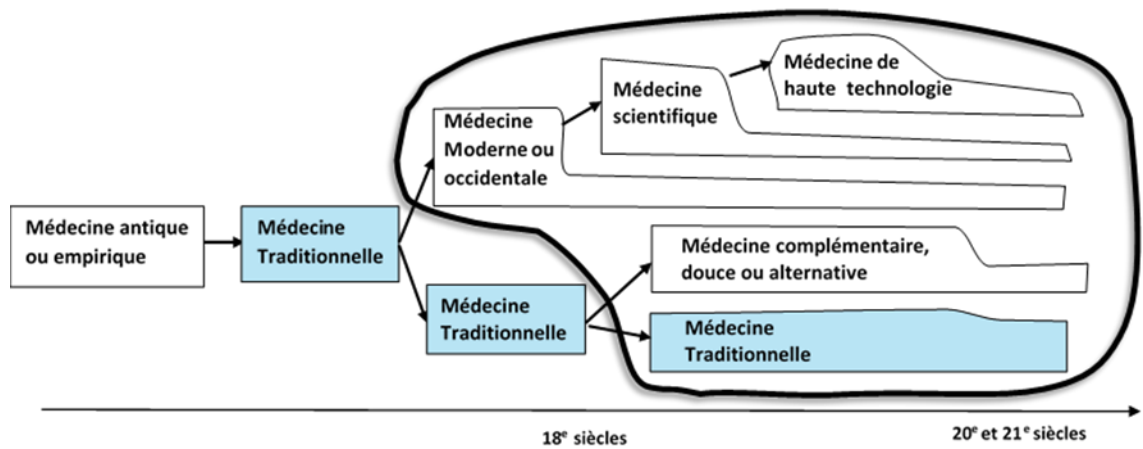 Médecine antique
ou empirique
Médecine
Traditionnelle
Médecine
Moderne ou
occidentale
Médecine
scientifique
Médecine de
haute technologie
Médecine
Traditionnelle
Médecine complémentaire,
douce ou alternative
Médecine
Traditionnelle
18e siècles
20e et 21e siècles